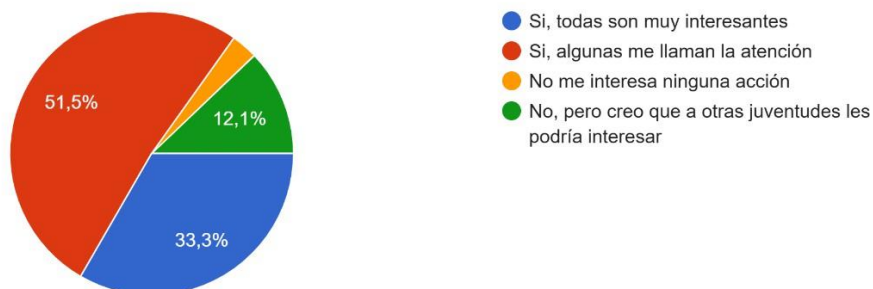 51,5%
12,1%
33,3%
Si, todas son muy interesantes
Si, algunas me llaman la atención
No me interesa ninguna acción
No, pero creo que a otras juventudes les
podría interesar